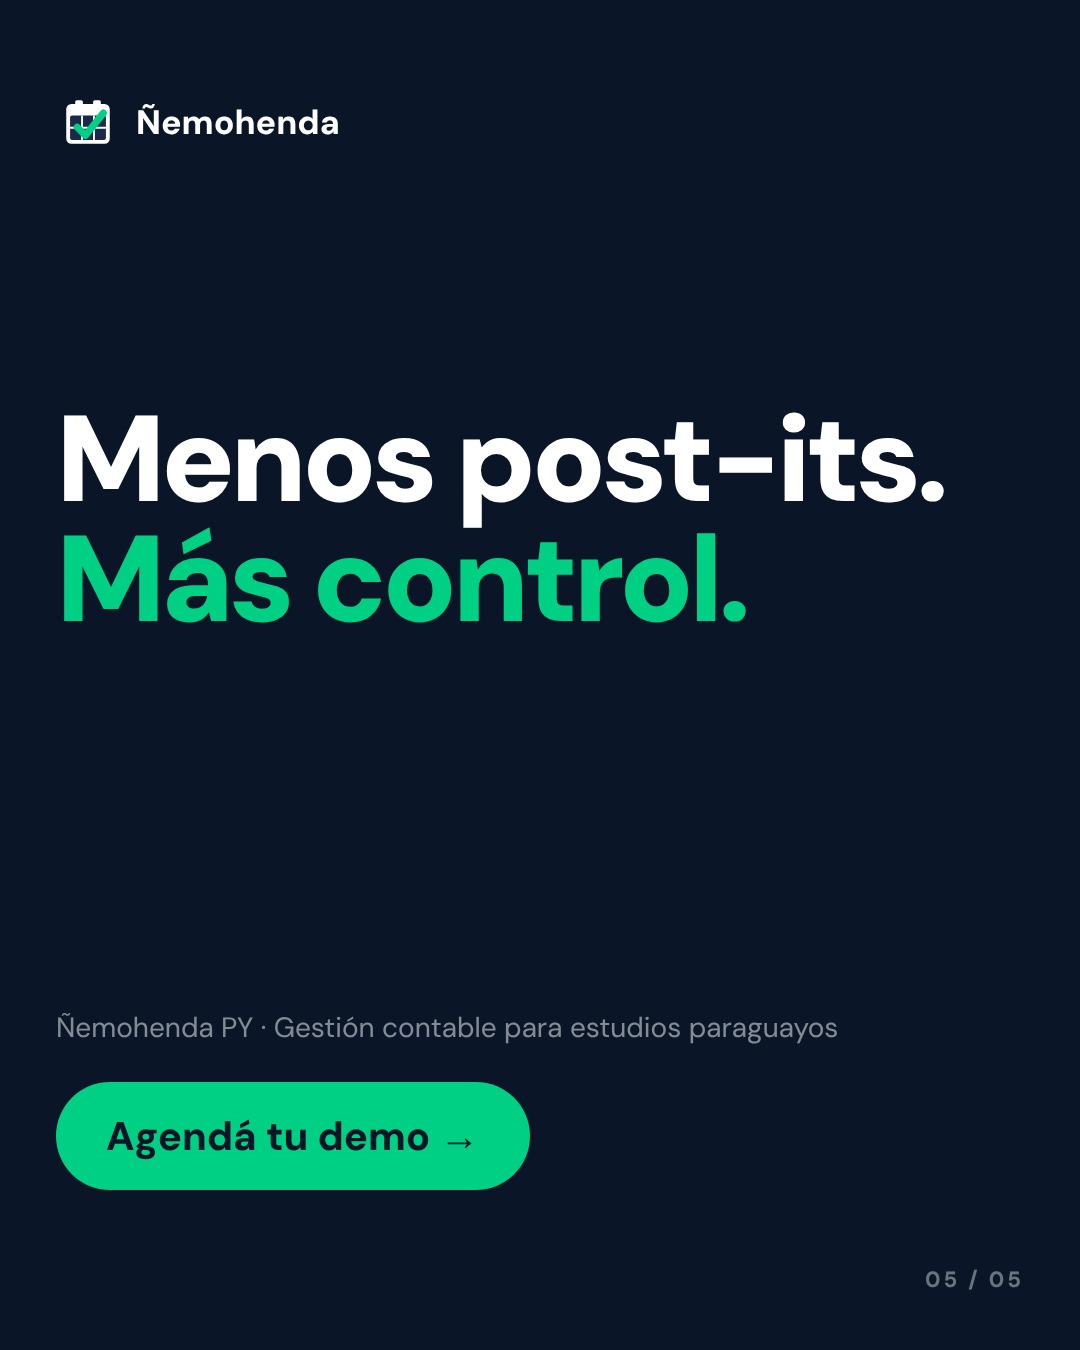 Ñemohenda
Menos post-its.
Más control.
Ñemohenda PY · Gestión contable para estudios paraguayos
Agendá tu demo →
05 / 05